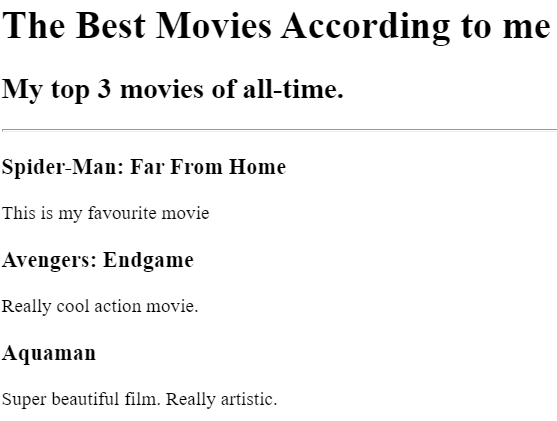 The Best Movies According to me
My top 3 movies of all-time.
Spider-Man: Far From Home
This is my favourite movie
Avengers: Endgame
Really cool action movie.
Aquaman
Super beautiful film. Really artistic.